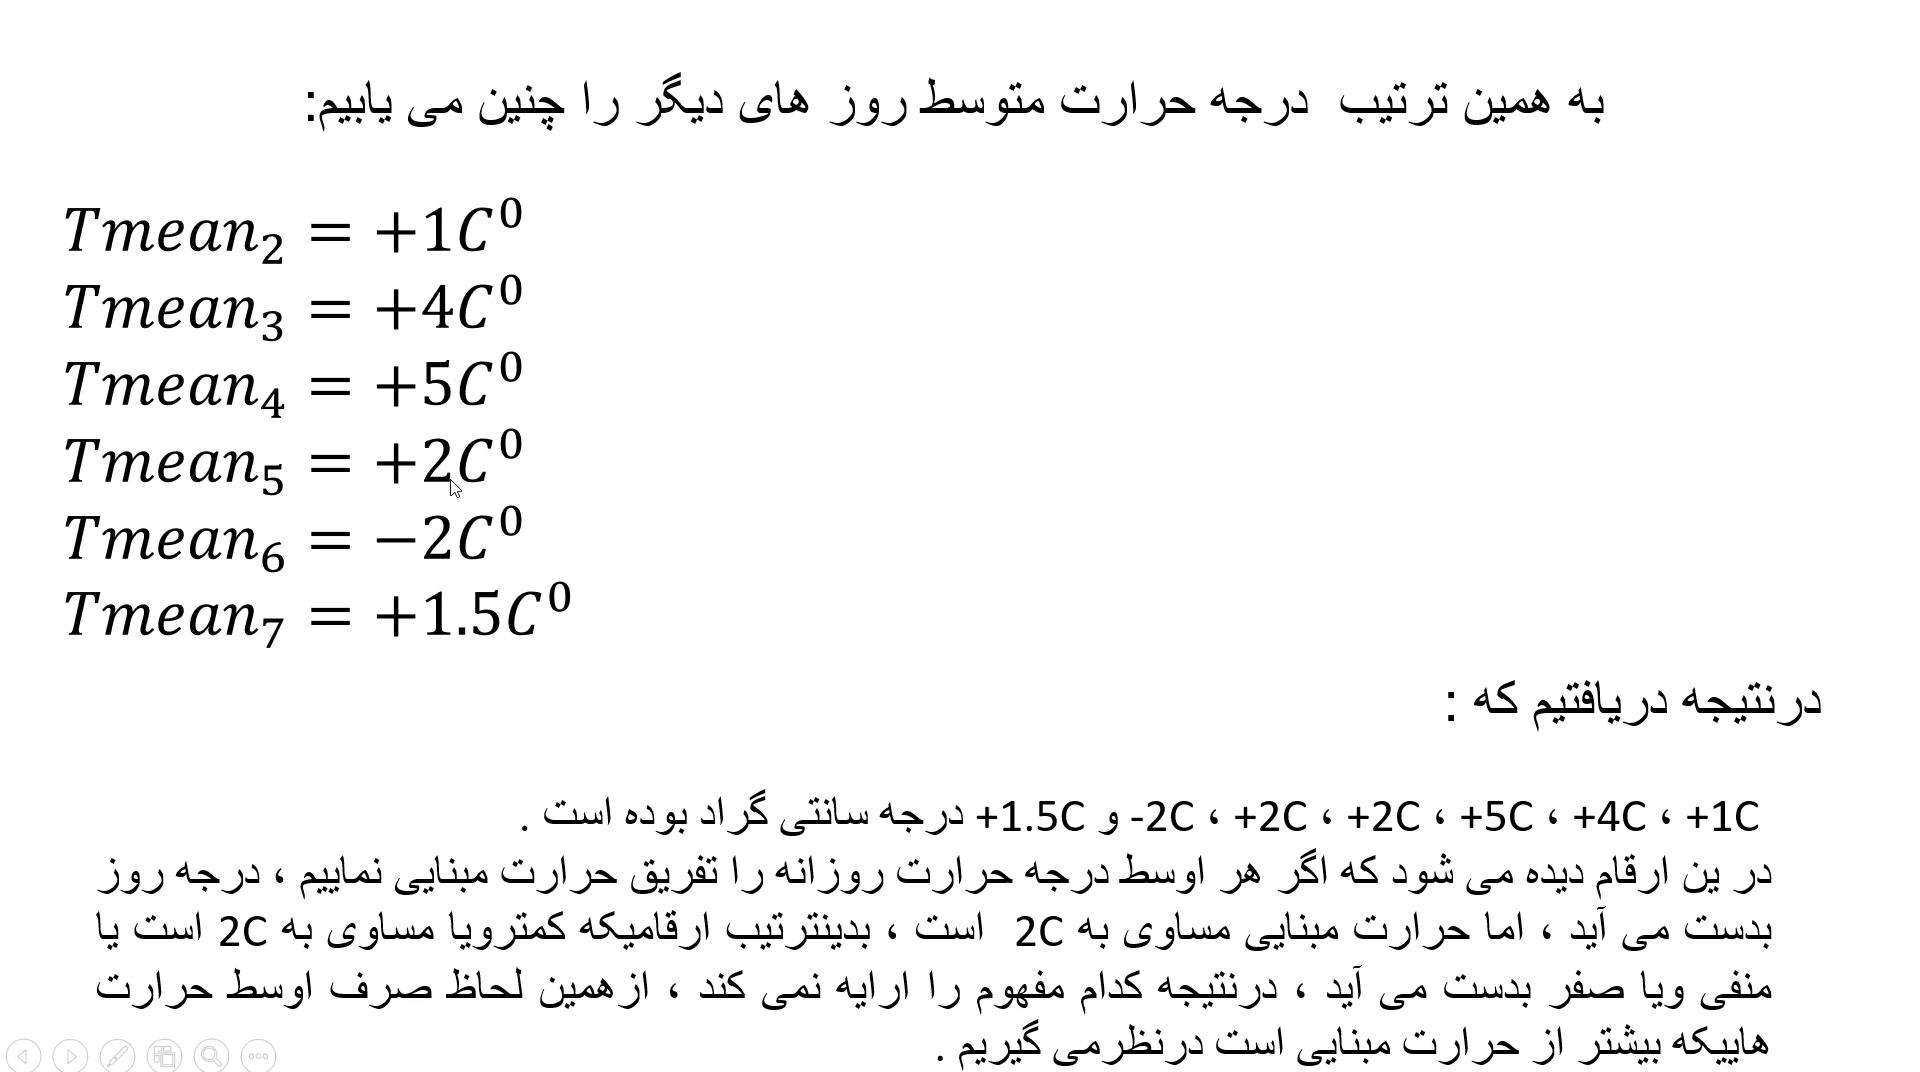 به همین ترتیب درجه حرارت متوسط روز های دیگر را چنین می یابیم:
Tmean₂ = +1C⁰
Tmean₃ = +4C⁰
Tmean₄ = +5C⁰
Tmean₅ = +2C⁰
Tmean₆ = −2C⁰
Tmean₇ = +1.5C⁰
درنتیجه دریافتیم که :
+1C ، +4C ، +5C ، +2C ، +2C ، -2C و +1.5C درجه سانتی گراد بوده است .
در ین ارقام دیده می شود که اگر هر اوسط درجه حرارت روزانه را تفریق حرارت مبنایی نماییم ، درجه روز
بدست می آید ، اما حرارت مبنایی مساوی به 2C است ، بدینترتیب ارقامیکه کمترویا مساوی به 2C است یا
منفی ویا صفر بدست می آید ، درنتیجه کدام مفهوم را ارایه نمی کند ، ازهمین لحاظ صرف اوسط حرارت
هاییکه بیشتر از حرارت مبنایی است درنظرمی گیریم .